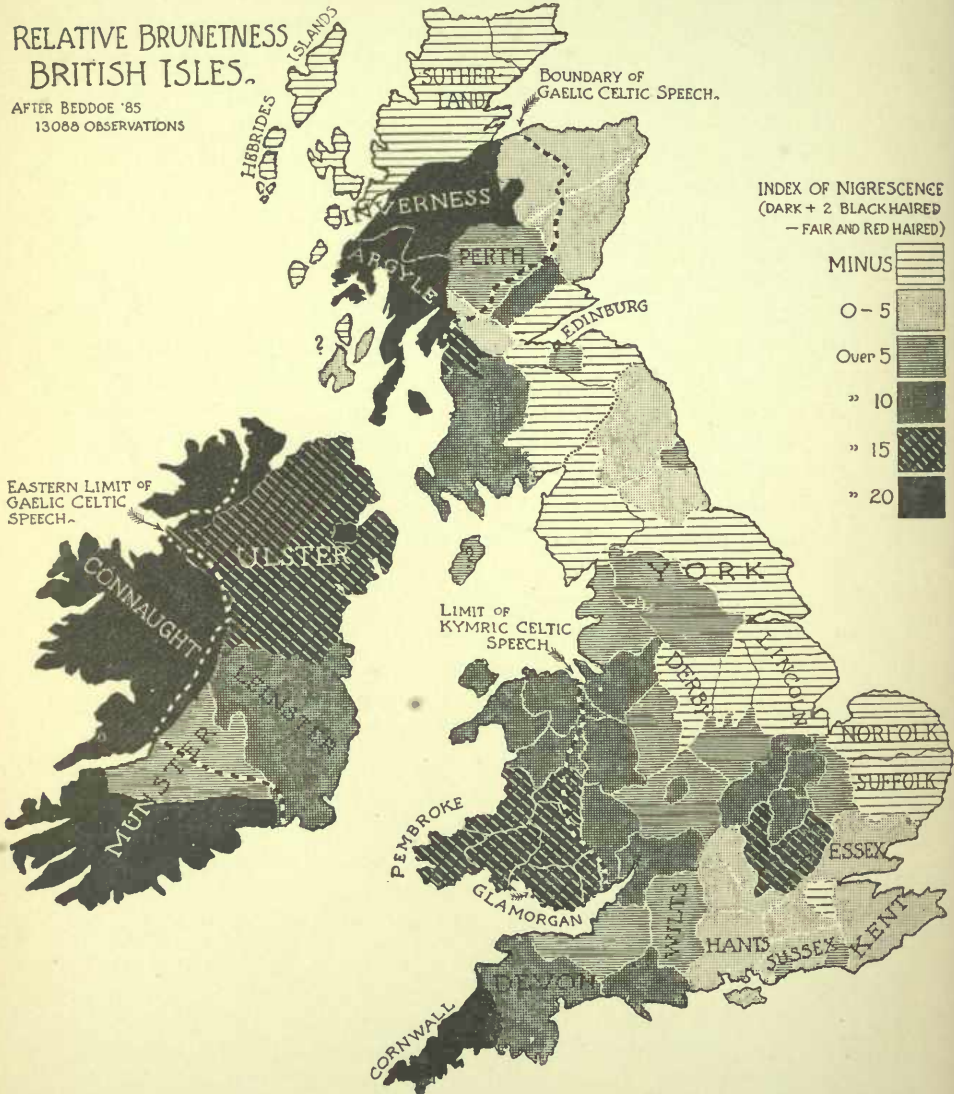 RELATIVE BRUNETNESS
BRITISH ISLES.
AFTER BEDDOE '85
13088 OBSERVATIONS
HEBRIDES
ISLANDS
SUTHER-
LAND
BOUNDARY OF
GAELIC CELTIC SPEECH.
INVERNESS
ARGYLE
PERTH
EDINBURG
?
INDEX OF NIGRESCENCE
(DARK + 2 BLACK HAIRED
– FAIR AND RED HAIRED)
MINUS
0 – 5
Over 5
" 10
" 15
" 20
EASTERN LIMIT OF
GAELIC CELTIC
SPEECH.
ULSTER
CONNAUGHT
LEINSTER
MUNSTER
?
YORK
LIMIT OF
KYMRIC CELTIC
SPEECH
DERBY
LINCOLN
NORFOLK
SUFFOLK
PEMBROKE
GLAMORGAN
ESSEX
WILTS
HANTS
SUSSEX
KENT
DEVON
CORNWALL